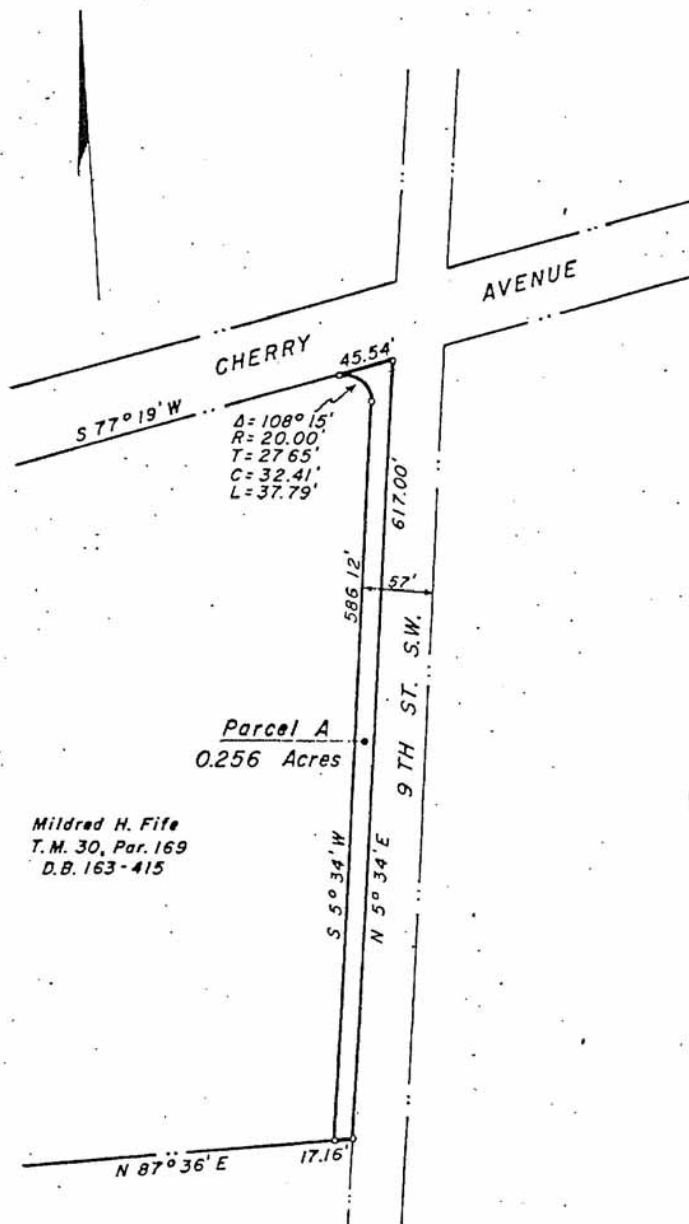 AVENUE
CHERRY
45.54'
S 77° 19' W
Δ= 108° 15'
R= 20.00'
T= 27 65'
C= 32.41'
L= 37.79'
617.00'
586 12'
57'
9 TH ST. S.W.
Parcel A
0.256 Acres
Mildred H. Fife
T. M. 30, Par. 169
D.B. 163-415
S 5° 34' W
N 5° 34' E
17.16'
N 87° 36' E